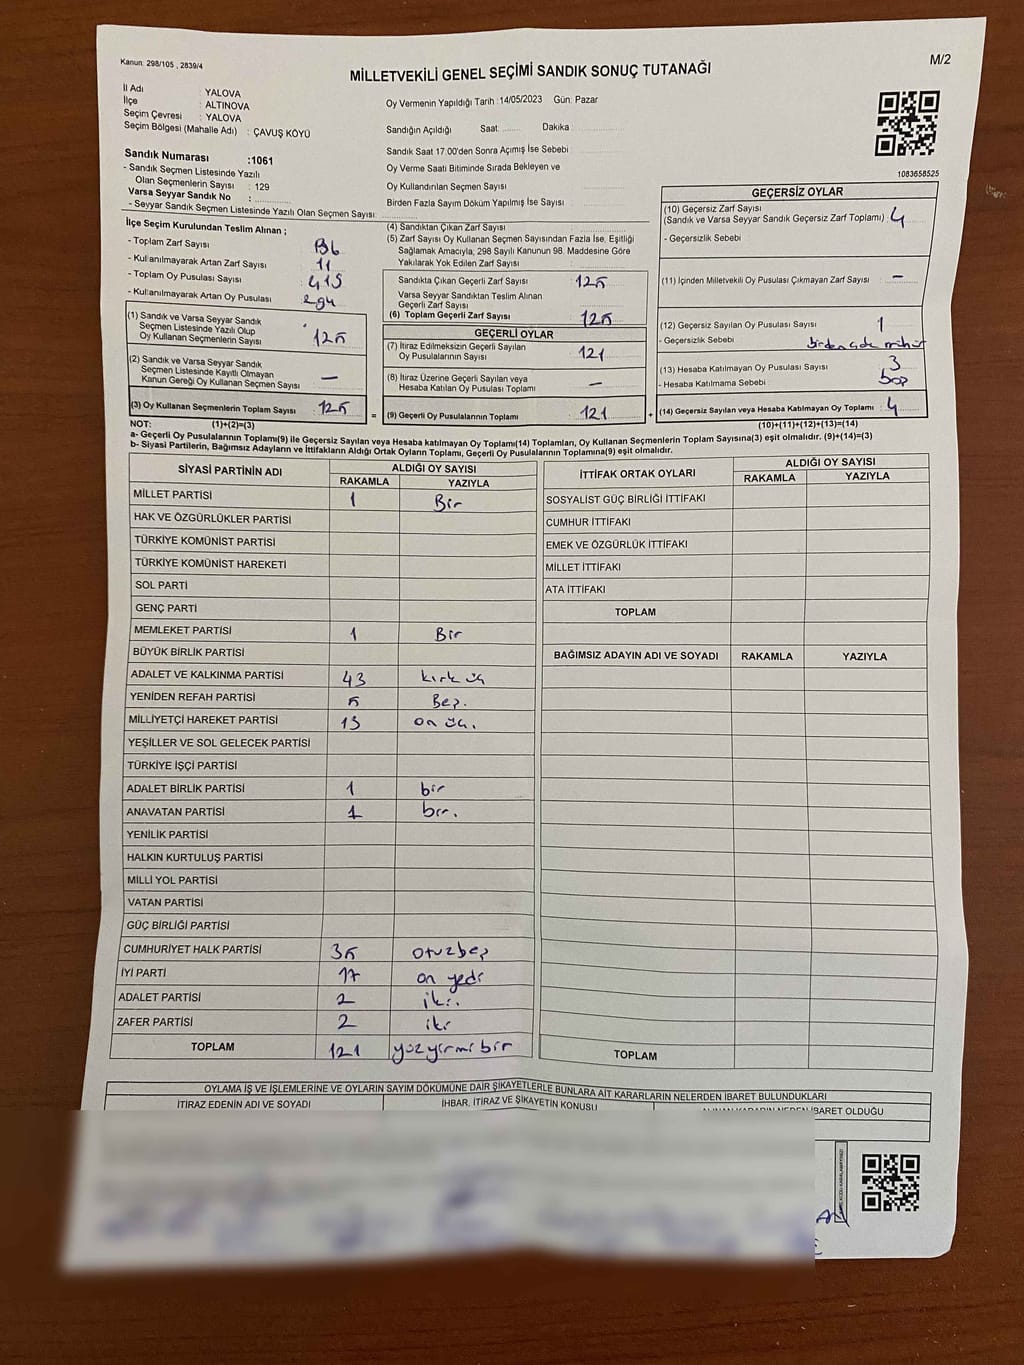 Kanun: 298/105 , 2839/4
M/2
MİLLETVEKİLİ GENEL SEÇİMİ SANDIK SONUÇ TUTANAĞI
İl Adı : YALOVA
İlçe : ALTINOVA
Seçim Çevresi : YALOVA
Seçim Bölgesi (Mahalle Adı) : ÇAVUŞ KÖYÜ
Sandık Numarası :1061
- Sandık Seçmen Listesinde Yazılı
Olan Seçmenlerin Sayısı : 129
Varsa Seyyar Sandık No :
- Seyyar Sandık Seçmen Listesinde Yazılı Olan Seçmen Sayısı:
Oy Vermenin Yapıldığı Tarih :14/05/2023 Gün: Pazar
Sandığın Açıldığı Saat: Dakika :
Sandık Saat 17:00'den Sonra Açımış İse Sebebi :
Oy Verme Saati Bitiminde Sırada Bekleyen ve
Oy Kullandırılan Seçmen Sayısı :
Birden Fazla Sayım Döküm Yapılmış İse Sayısı :
1083658525
İlçe Seçim Kurulundan Teslim Alınan ;
- Toplam Zarf Sayısı :
- Kullanılmayarak Artan Zarf Sayısı : 11
- Toplam Oy Pusulası Sayısı : 415
- Kullanılmayarak Artan Oy Pusulası : 294
(1) Sandık ve Varsa Seyyar Sandık
Seçmen Listesinde Yazılı Olup
Oy Kullanan Seçmenlerin Sayısı : 125
(2) Sandık ve Varsa Seyyar Sandık
Seçmen Listesinde Kayıtlı Olmayan
Kanun Gereği Oy Kullanan Seçmen Sayısı : —
(3) Oy Kullanan Seçmenlerin Toplam Sayısı : 125 =
(4) Sandıktan Çıkan Zarf Sayısı :
(5) Zarf Sayısı Oy Kullanan Seçmen Sayısından Fazla İse, Eşitliği
Sağlamak Amacıyla, 298 Sayılı Kanunun 98. Maddesine Göre
Yakılarak Yok Edilen Zarf Sayısı :
Sandıkta Çıkan Geçerli Zarf Sayısı : 125
Varsa Seyyar Sandıktan Teslim Alınan
Geçerli Zarf Sayısı :
(6) Toplam Geçerli Zarf Sayısı : 125
GEÇERLİ OYLAR
(7) İtiraz Edilmeksizin Geçerli Sayılan
Oy Pusulalarının Sayısı : 121
(8) İtiraz Üzerine Geçerli Sayılan veya
Hesaba Katılan Oy Pusulası Toplamı : —
(9) Geçerli Oy Pusulalarının Toplamı : 121 +
GEÇERSİZ OYLAR
(10) Geçersiz Zarf Sayısı
(Sandık ve Varsa Seyyar Sandık Geçersiz Zarf Toplamı) : 4
- Geçersizlik Sebebi :
(11) İçinden Milletvekili Oy Pusulası Çıkmayan Zarf Sayısı : —
(12) Geçersiz Sayılan Oy Pusulası Sayısı : 1
- Geçersizlik Sebebi : birden çok mühür
(13) Hesaba Katılmayan Oy Pusulası Sayısı : 3
- Hesaba Katılmama Sebebi : boş
(14) Geçersiz Sayılan veya Hesaba Katılmayan Oy Toplamı : 4
NOT: (1)+(2)=(3)
(10)+(11)+(12)+(13)=(14)
a- Geçerli Oy Pusulalarının Toplamı(9) ile Geçersiz Sayılan veya Hesaba katılmayan Oy Toplamı(14) Toplamları, Oy Kullanan Seçmenlerin Toplam Sayısına(3) eşit olmalıdır. (9)+(14)=(3)
b- Siyasi Partilerin, Bağımsız Adayların ve İttifakların Aldığı Ortak Oyların Toplamı, Geçerli Oy Pusulalarının Toplamına(9) eşit olmalıdır.
SİYASİ PARTİNİN ADI ALDIĞI OY SAYISI
RAKAMLA YAZIYLA
MİLLET PARTİSİ 1 Bir
HAK VE ÖZGÜRLÜKLER PARTİSİ
TÜRKİYE KOMÜNİST PARTİSİ
TÜRKİYE KOMÜNİST HAREKETİ
SOL PARTİ
GENÇ PARTİ
MEMLEKET PARTİSİ 1 Bir
BÜYÜK BİRLİK PARTİSİ
ADALET VE KALKINMA PARTİSİ 43 kırk üç
YENİDEN REFAH PARTİSİ 5 Beş.
MİLLİYETÇİ HAREKET PARTİSİ 13 on üç.
YEŞİLLER VE SOL GELECEK PARTİSİ
TÜRKİYE İŞÇİ PARTİSİ
ADALET BİRLİK PARTİSİ 1 bir
ANAVATAN PARTİSİ 1 bir.
YENİLİK PARTİSİ
HALKIN KURTULUŞ PARTİSİ
MİLLİ YOL PARTİSİ
VATAN PARTİSİ
GÜÇ BİRLİĞİ PARTİSİ
CUMHURİYET HALK PARTİSİ 35 otuzbeş
İYİ PARTİ 17 on yedi
ADALET PARTİSİ 2 iki.
ZAFER PARTİSİ 2 iki
TOPLAM 121 yüz yirmi bir
İTTİFAK ORTAK OYLARI ALDIĞI OY SAYISI
RAKAMLA YAZIYLA
SOSYALİST GÜÇ BİRLİĞİ İTTİFAKI
CUMHUR İTTİFAKI
EMEK VE ÖZGÜRLÜK İTTİFAKI
MİLLET İTTİFAKI
ATA İTTİFAKI
TOPLAM
BAĞIMSIZ ADAYIN ADI VE SOYADI RAKAMLA YAZIYLA
TOPLAM
OYLAMA İŞ VE İŞLEMLERİNE VE OYLARIN SAYIM DÖKÜMÜNE DAİR ŞİKAYETLERLE BUNLARA AİT KARARLARIN NELERDEN İBARET BULUNDUKLARI
İTİRAZ EDENİN ADI VE SOYADI İHBAR, İTİRAZ VE ŞİKAYETİN KONUSU ALINAN KARARIN NEDEN İBARET OLDUĞU